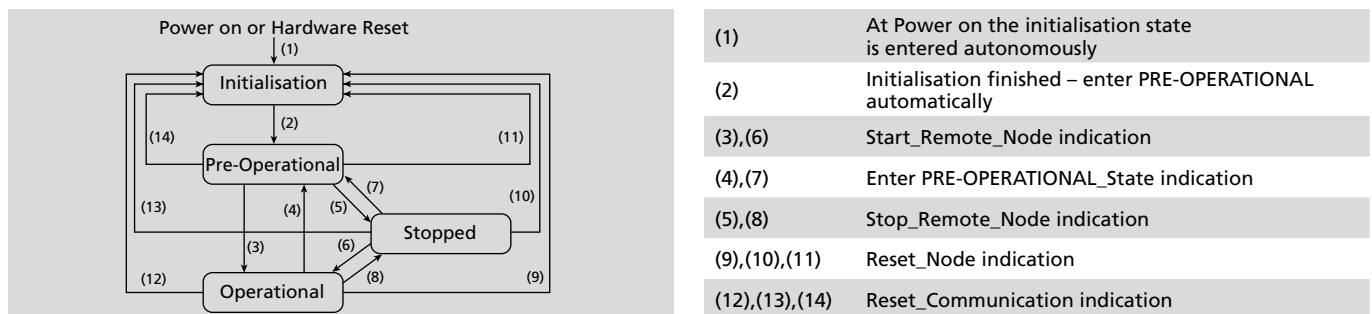 Power on or Hardware Reset
(1)
Initialisation
(2)
(14)
(11)
Pre-Operational
(7)
(13)
(4)
(5)
(10)
Stopped
(3)
(6)
(12)
(8)
(9)
Operational
(1) At Power on the initialisation state
is entered autonomously
(2) Initialisation finished – enter PRE-OPERATIONAL
automatically
(3),(6) Start_Remote_Node indication
(4),(7) Enter PRE-OPERATIONAL_State indication
(5),(8) Stop_Remote_Node indication
(9),(10),(11) Reset_Node indication
(12),(13),(14) Reset_Communication indication